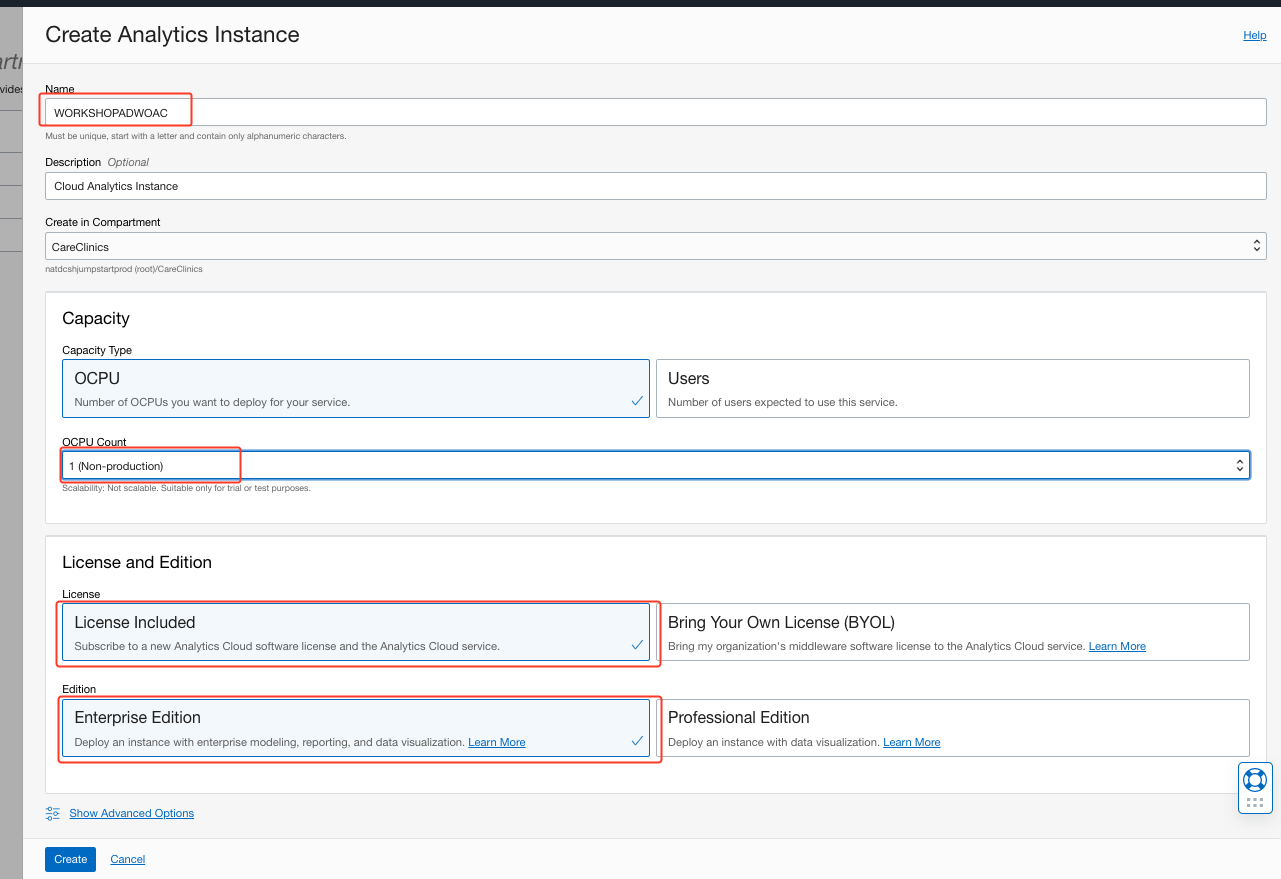 Create Analytics Instance
Help
Name
WORKSHOPADWOAC
Must be unique, start with a letter and contain only alphanumeric characters.
Description Optional
Cloud Analytics Instance
Create in Compartment
CareClinics
natdcshjumpstartprod (root)/CareClinics
Capacity
Capacity Type
OCPU
Number of OCPUs you want to deploy for your service.
Users
Number of users expected to use this service.
OCPU Count
1 (Non-production)
Scalability: Not scalable. Suitable only for trial or test purposes.
License and Edition
License
License Included
Subscribe to a new Analytics Cloud software license and the Analytics Cloud service.
Bring Your Own License (BYOL)
Bring my organization's middleware software license to the Analytics Cloud service. Learn More
Edition
Enterprise Edition
Deploy an instance with enterprise modeling, reporting, and data visualization. Learn More
Professional Edition
Deploy an instance with data visualization. Learn More
Show Advanced Options
Create
Cancel